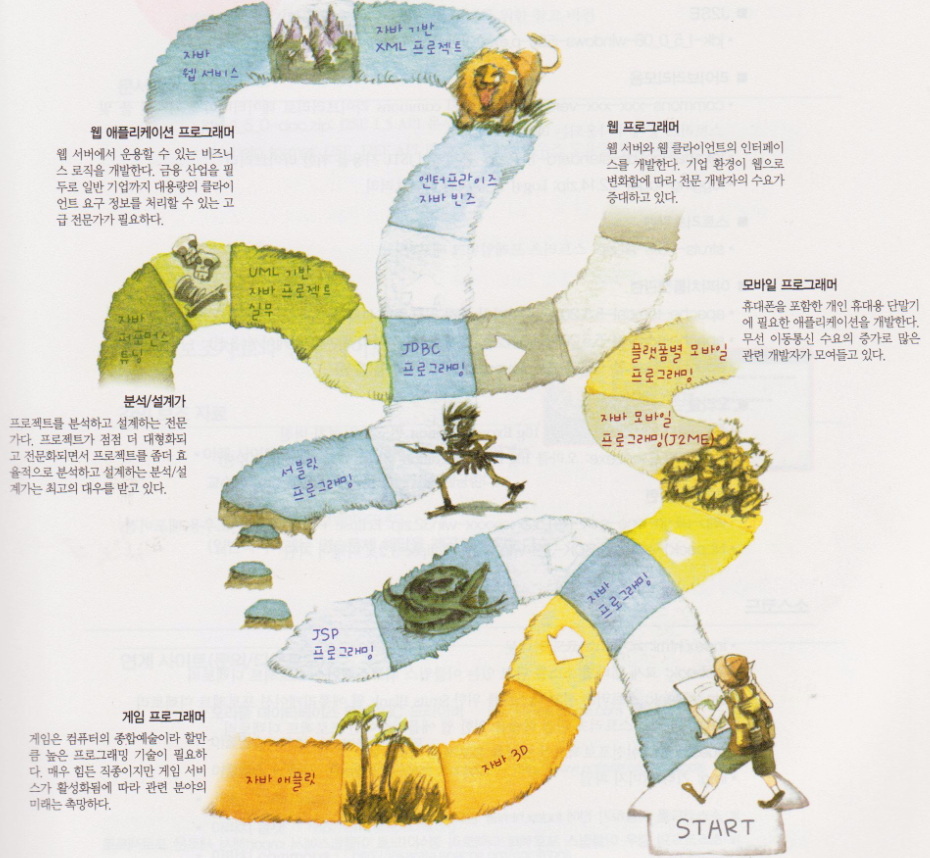 자바
웹 서비스
자바 기반
XML 프로젝트
웹 애플리케이션 프로그래머
웹 서버에서 운용할 수 있는 비즈니
스 로직을 개발한다. 금융 산업을 필
두로 일반 기업까지 대용량의 클라이
언트 요구 정보를 처리할 수 있는 고
급 전문가가 필요하다.
웹 프로그래머
웹 서버와 웹 클라이언트의 인터페이
스를 개발한다. 기업 환경이 웹으로
변화함에 따라 전문 개발자의 수요가
증대하고 있다.
엔터프라이즈
자바 빈즈
UML 기반
자바 프로젝트
실무
자바
퍼포먼스
튜닝
모바일 프로그래머
휴대폰을 포함한 개인 휴대용 단말기
에 필요한 애플리케이션을 개발한다.
무선 이동통신 수요의 증가로 많은
관련 개발자가 모여들고 있다.
JDBC
프로그래밍
플랫폼별 모바일
프로그래밍
분석/설계가
프로젝트를 분석하고 설계하는 전문
가다. 프로젝트가 점점 더 대형화되
고 전문화되면서 프로젝트를 좀더 효
율적으로 분석하고 설계하는 분석/설
계가는 최고의 대우를 받고 있다.
자바 모바일
프로그래밍(J2ME)
서블릿
프로그래밍
자바
프로그래밍
JSP
프로그래밍
게임 프로그래머
게임은 컴퓨터의 종합예술이라 할만
큼 높은 프로그래밍 기술이 필요하
다. 매우 힘든 직종이지만 게임 서비
스가 활성화됨에 따라 관련 분야의
미래는 촉망하다.
자바 애플릿
자바 3D
START